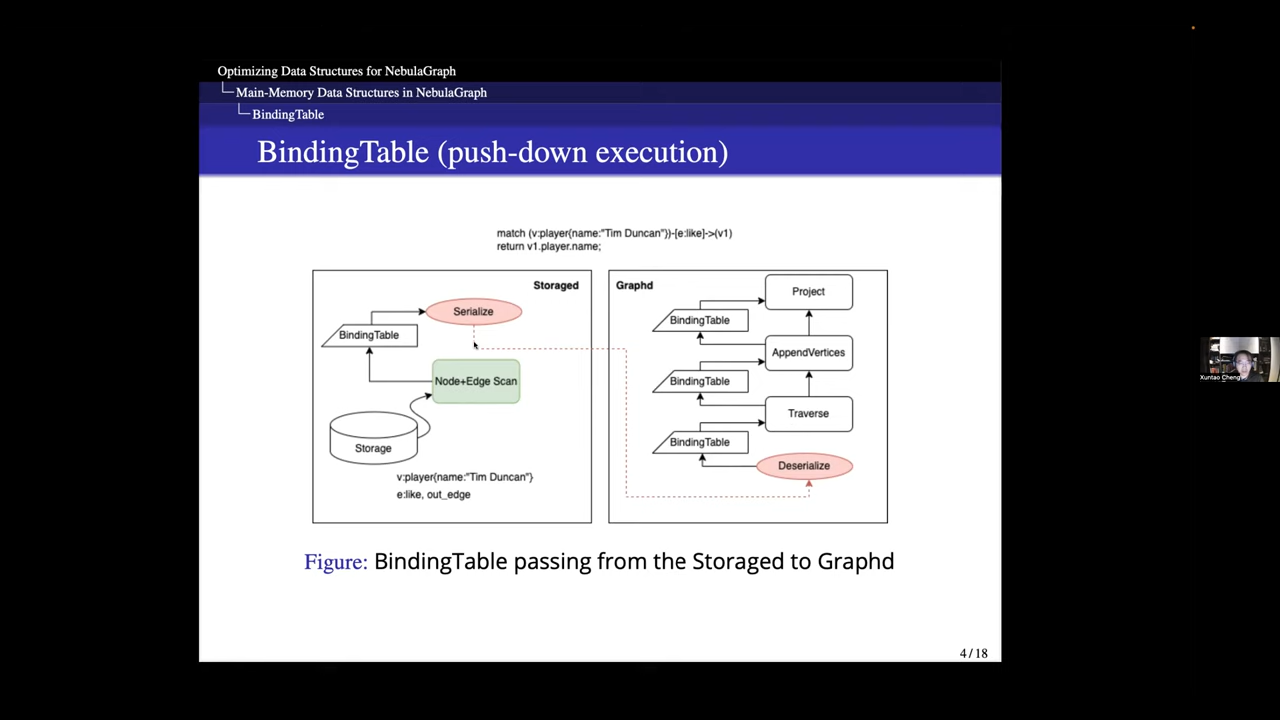 Optimizing Data Structures for NebulaGraph
Main-Memory Data Structures in NebulaGraph
BindingTable
BindingTable (push-down execution)
match (v:player{name:"Tim Duncan"})-[e:like]->(v1)
return v1.player.name;
Storaged
Serialize
BindingTable
Node+Edge Scan
Storage
v:player{name:"Tim Duncan"}
e:like, out_edge
Graphd
Project
BindingTable
AppendVertices
BindingTable
Traverse
BindingTable
Deserialize
Figure: BindingTable passing from the Storaged to Graphd
4 / 18
Xuntao Cheng